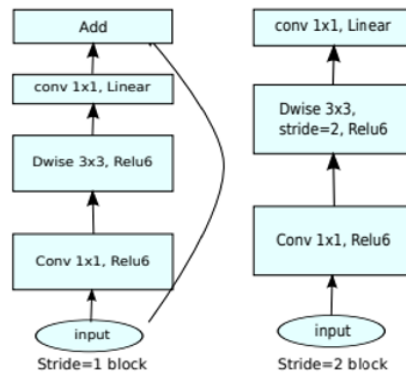 Add
conv 1x1, Linear
Dwise 3x3, Relu6
Conv 1x1, Relu6
input
Stride=1 block
conv 1x1, Linear
Dwise 3x3,
stride=2, Relu6
Conv 1x1, Relu6
input
Stride=2 block